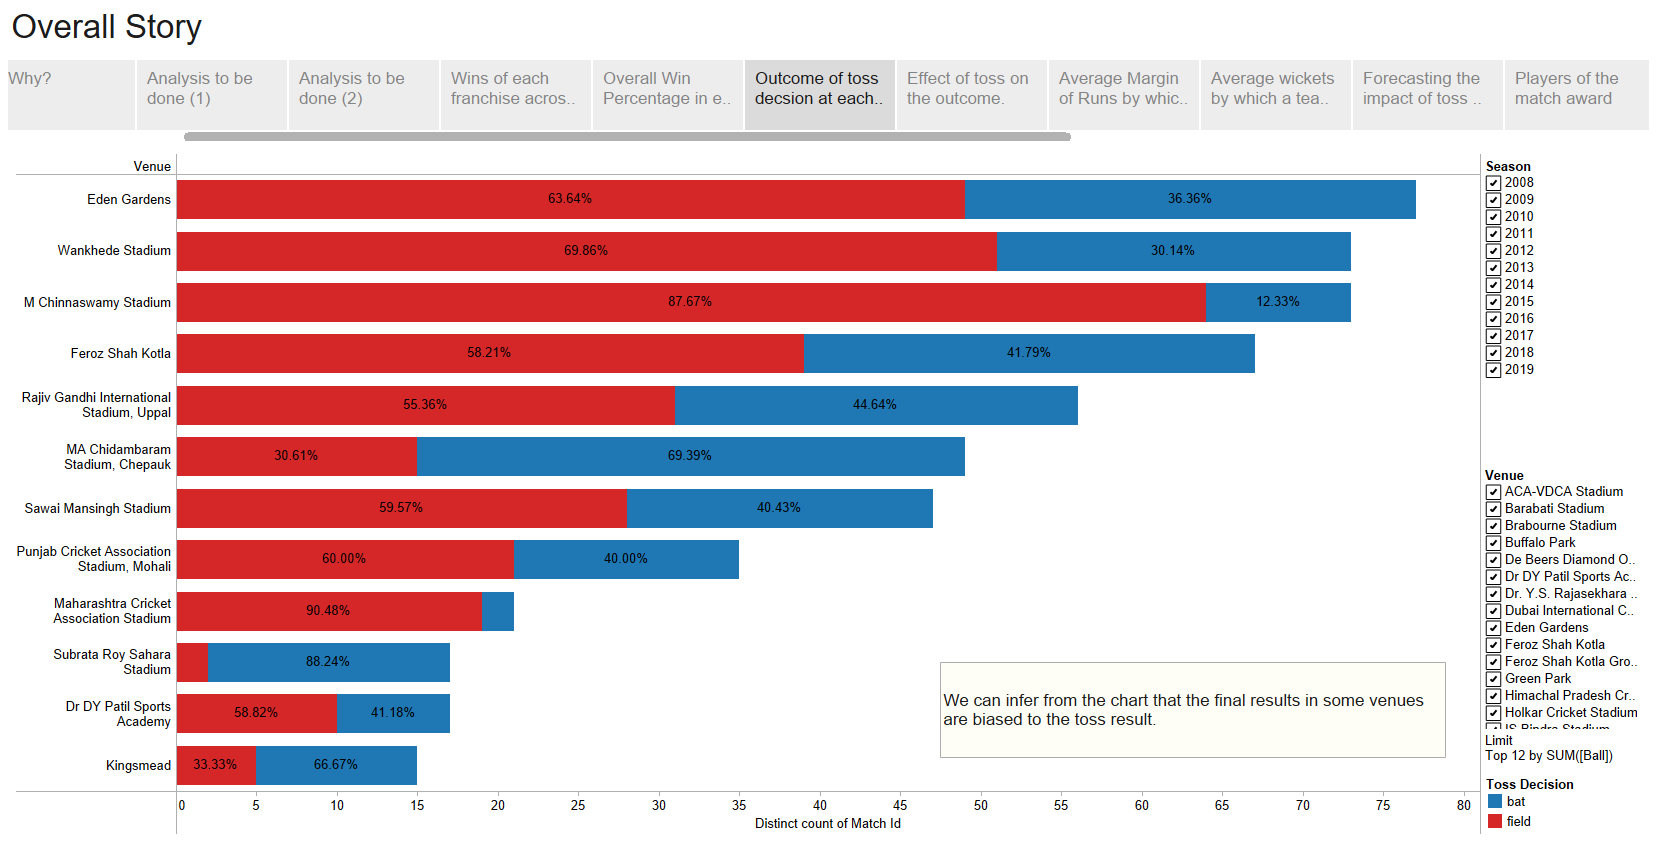 Overall Story
Why?
Analysis to be
done (1)
Analysis to be
done (2)
Wins of each
franchise acros..
Overall Win
Percentage in e..
Outcome of toss
decsion at each..
Effect of toss on
the outcome.
Average Margin
of Runs by whic..
Average wickets
by which a tea..
Forecasting the
impact of toss ..
Players of the
match award
Venue
Eden Gardens
63.64%
36.36%
Wankhede Stadium
69.86%
30.14%
M Chinnaswamy Stadium
87.67%
12.33%
Feroz Shah Kotla
58.21%
41.79%
Rajiv Gandhi International
Stadium, Uppal
55.36%
44.64%
MA Chidambaram
Stadium, Chepauk
30.61%
69.39%
Sawai Mansingh Stadium
59.57%
40.43%
Punjab Cricket Association
Stadium, Mohali
60.00%
40.00%
Maharashtra Cricket
Association Stadium
90.48%
Subrata Roy Sahara
Stadium
88.24%
Dr DY Patil Sports
Academy
58.82%
41.18%
Kingsmead
33.33%
66.67%
0 5 10 15 20 25 30 35 40 45 50 55 60 65 70 75 80
Distinct count of Match Id
We can infer from the chart that the final results in some venues
are biased to the toss result.
Season
2008
2009
2010
2011
2012
2013
2014
2015
2016
2017
2018
2019
Venue
ACA-VDCA Stadium
Barabati Stadium
Brabourne Stadium
Buffalo Park
De Beers Diamond O..
Dr DY Patil Sports Ac..
Dr. Y.S. Rajasekhara ..
Dubai International C..
Eden Gardens
Feroz Shah Kotla
Feroz Shah Kotla Gro..
Green Park
Himachal Pradesh Cr..
Holkar Cricket Stadium
Limit
Top 12 by SUM([Ball])
Toss Decision
bat
field